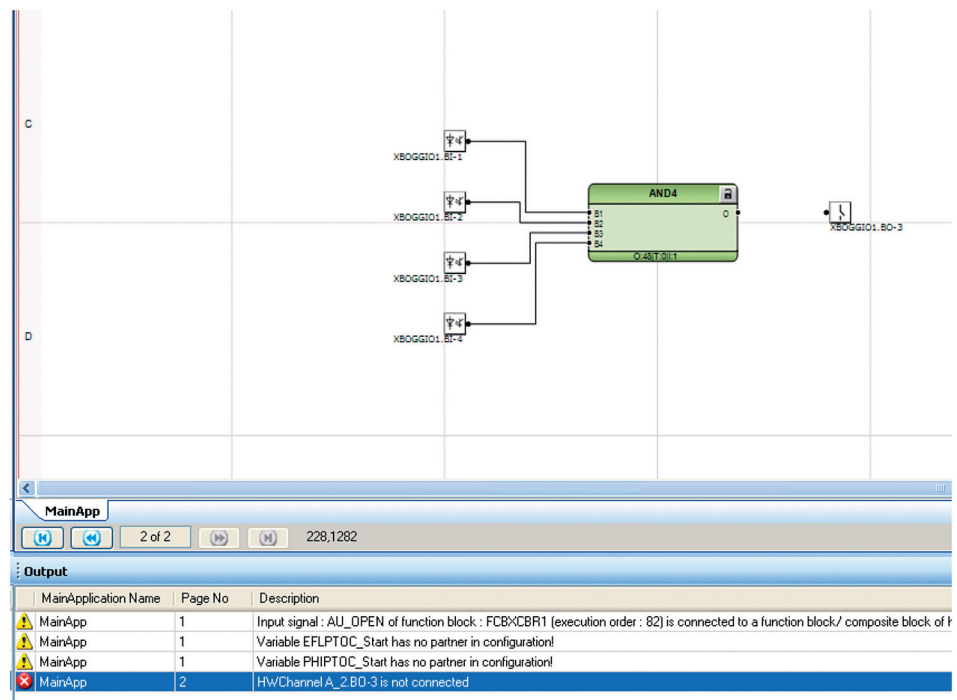 C
XBOGGIO1.BI-1
AND4
XBOGGIO1.BI-2
B1
O
B2
B3
B4
XBOGGIO1.BO-3
O:48|T:0|I:1
XBOGGIO1.BI-3
D
XBOGGIO1.BI-4
MainApp
2 of 2
228,1282
Output
MainApplication Name Page No Description
MainApp 1 Input signal : AU_OPEN of function block : FCBXCBR1 (execution order : 82) is connected to a function block/ composite block of h
MainApp 1 Variable EFLPTOC_Start has no partner in configuration!
MainApp 1 Variable PHIPTOC_Start has no partner in configuration!
MainApp 2 HWChannel A_2.BO-3 is not connected